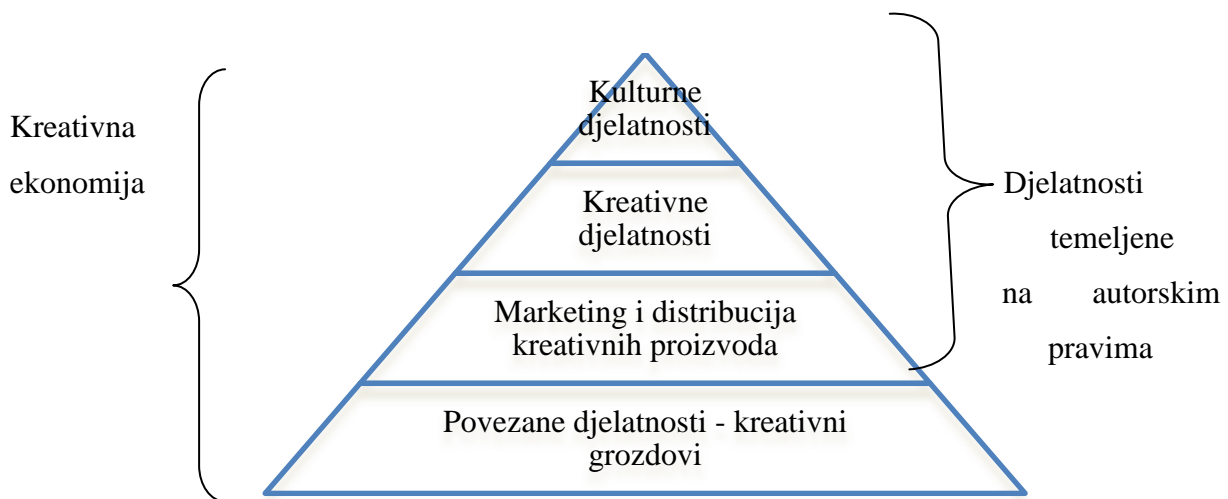 Kreativna
ekonomija
Kulturne
djelatnosti
Kreativne
djelatnosti
Marketing i distribucija
kreativnih proizvoda
Povezane djelatnosti - kreativni
grozdovi
Djelatnosti
temeljene
na autorskim
pravima